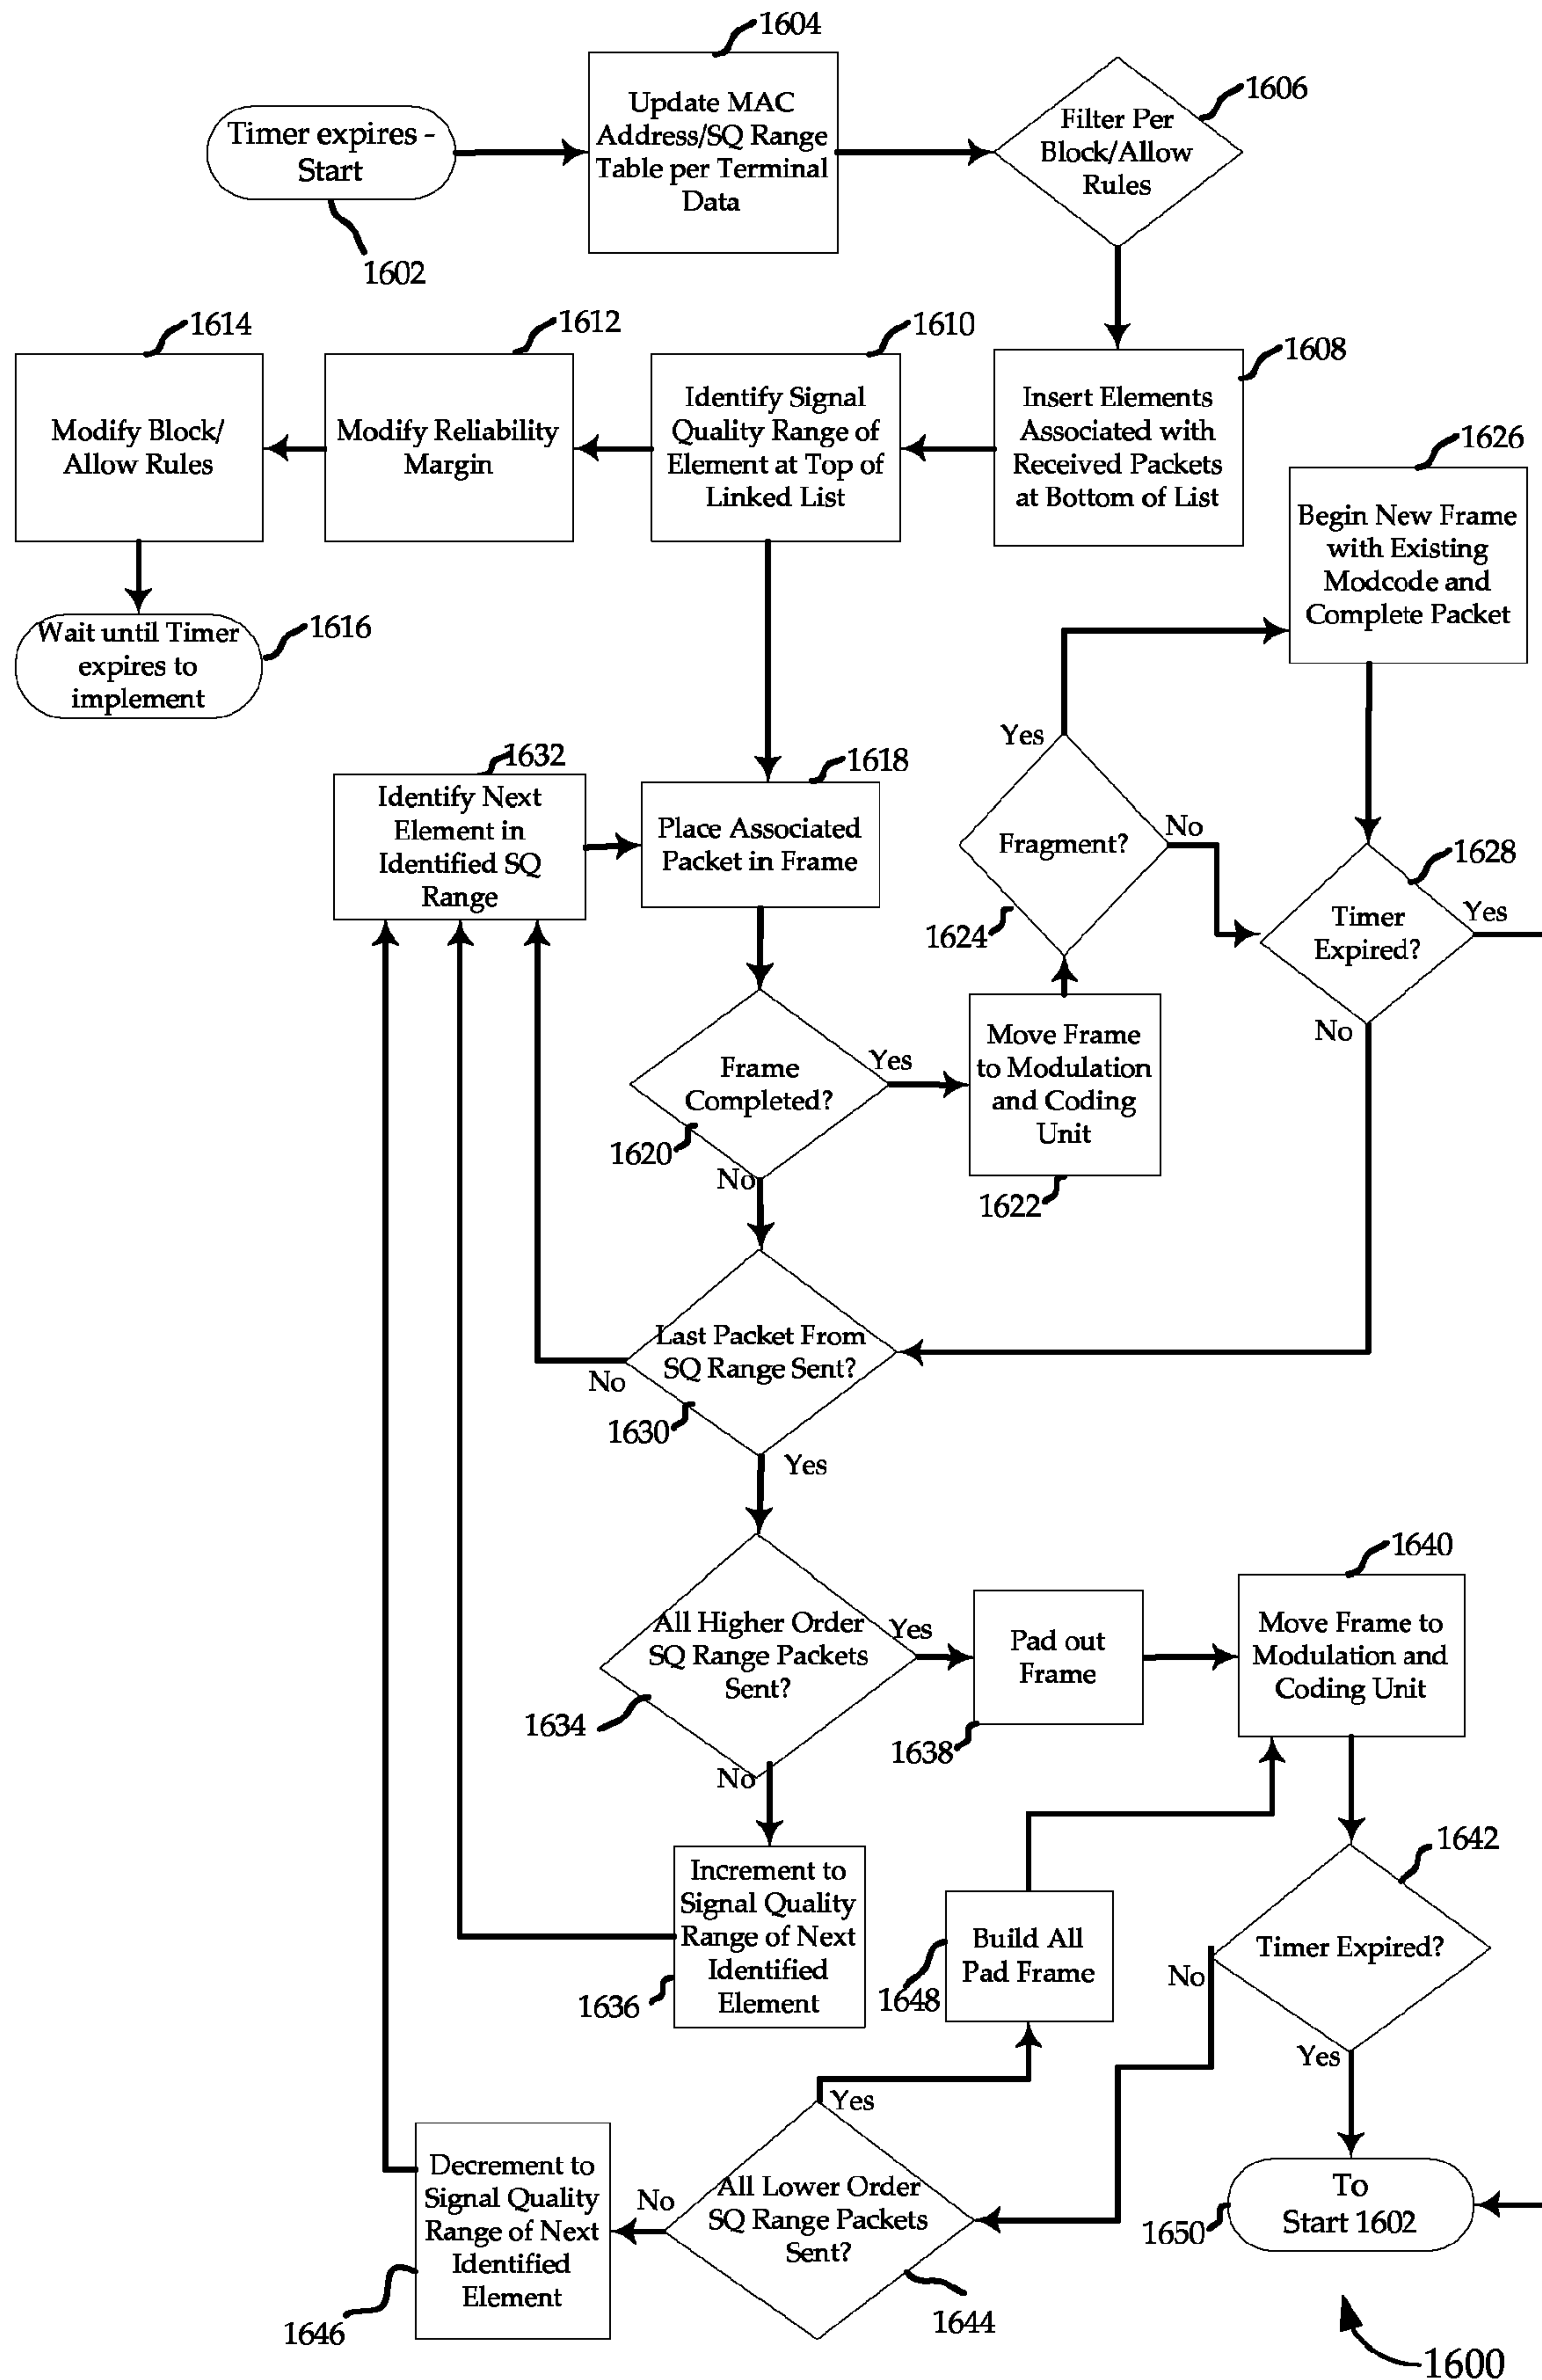 1604
Update MAC
Address/SQ Range
Table per Terminal
Data
Timer expires -
Start
1602
1606
Filter Per
Block/Allow
Rules
1614
Modify Block/
Allow Rules
1612
Modify Reliability
Margin
1610
Identify Signal
Quality Range of
Element at Top of
Linked List
1608
Insert Elements
Associated with
Received Packets
at Bottom of List
1626
Begin New Frame
with Existing
Modcode and
Complete Packet
Wait until Timer
expires to
implement
1616
1632
Identify Next
Element in
Identified SQ
Range
1618
Place Associated
Packet in Frame
Yes
Fragment?
No
1624
1628
Timer
Expired?
Yes
No
Frame
Completed?
Yes
1620
No
Move Frame
to Modulation
and Coding
Unit
1622
Last Packet From
SQ Range Sent?
No
1630
Yes
All Higher Order
SQ Range Packets
Sent?
Yes
1634
No
Pad out
Frame
1638
1640
Move Frame to
Modulation and
Coding Unit
Increment to
Signal Quality
Range of Next
Identified
Element
1636
Build All
Pad Frame
1648
1642
Timer Expired?
No
Yes
Decrement to
Signal Quality
Range of Next
Identified
Element
1646
Yes
All Lower Order
SQ Range Packets
Sent?
No
1644
To
Start 1602
1650
1600